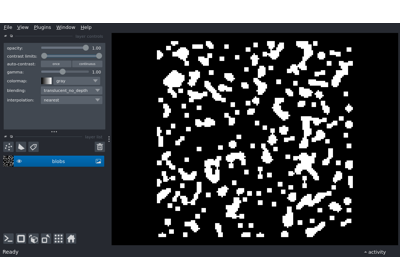 File View Plugins Window Help
opacity: 1.00
contrast limits:
auto-contrast: once continuous
gamma: 1.00
colormap: gray
blending: translucent_no_depth
interpolation: nearest
blobs
Ready
activity